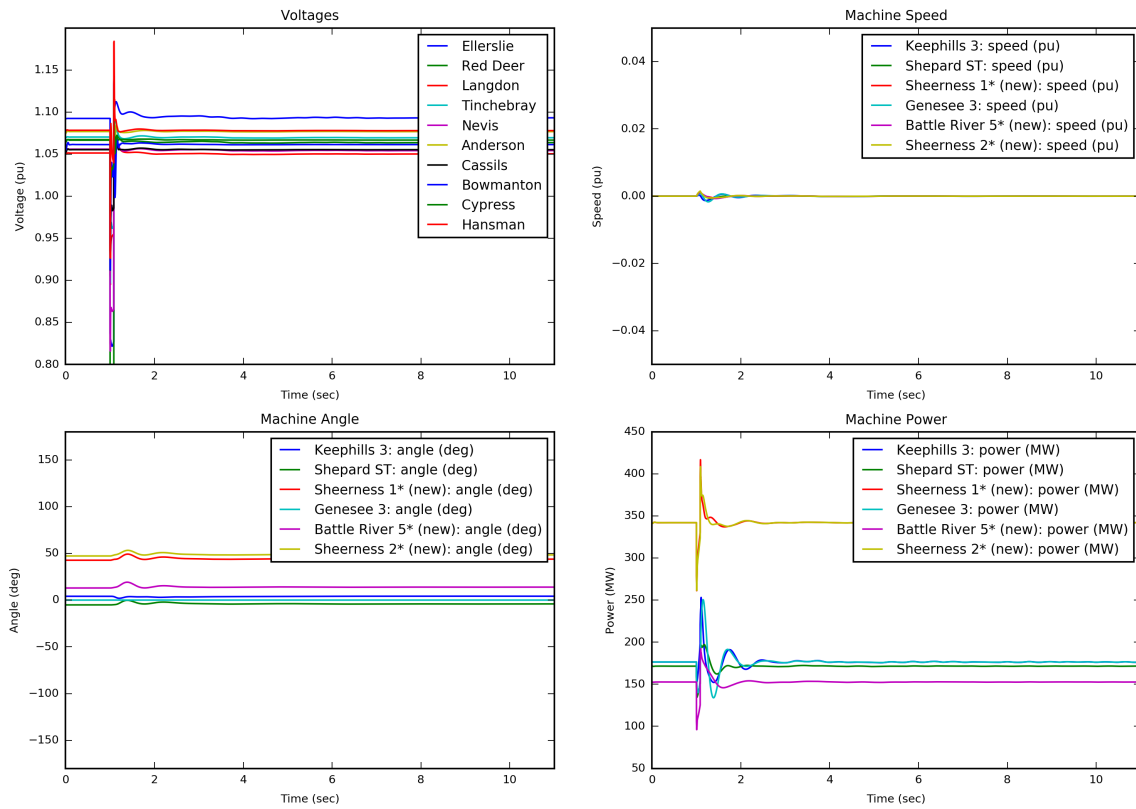 Voltages
Voltage (pu)
1.15
1.10
1.05
1.00
0.95
0.90
0.85
0.80
Ellerslie
Red Deer
Langdon
Tinchebray
Nevis
Anderson
Cassils
Bowmanton
Cypress
Hansman
0 2 4 6 8 10
Time (sec)
Machine Speed
Speed (pu)
0.04
0.02
0.00
−0.02
−0.04
Keephills 3: speed (pu)
Shepard ST: speed (pu)
Sheerness 1* (new): speed (pu)
Genesee 3: speed (pu)
Battle River 5* (new): speed (pu)
Sheerness 2* (new): speed (pu)
0 2 4 6 8 10
Time (sec)
Machine Angle
Angle (deg)
150
100
50
0
−50
−100
−150
Keephills 3: angle (deg)
Shepard ST: angle (deg)
Sheerness 1* (new): angle (deg)
Genesee 3: angle (deg)
Battle River 5* (new): angle (deg)
Sheerness 2* (new): angle (deg)
0 2 4 6 8 10
Time (sec)
Machine Power
Power (MW)
450
400
350
300
250
200
150
100
50
Keephills 3: power (MW)
Shepard ST: power (MW)
Sheerness 1* (new): power (MW)
Genesee 3: power (MW)
Battle River 5* (new): power (MW)
Sheerness 2* (new): power (MW)
0 2 4 6 8 10
Time (sec)